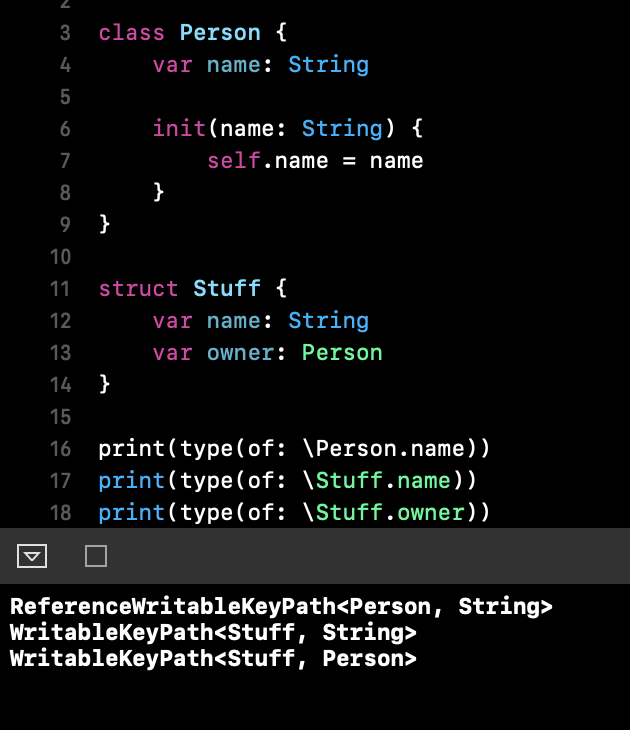 2
3 class Person {
4 var name: String
5
6 init(name: String) {
7 self.name = name
8 }
9 }
10
11 struct Stuff {
12 var name: String
13 var owner: Person
14 }
15
16 print(type(of: \Person.name))
17 print(type(of: \Stuff.name))
18 print(type(of: \Stuff.owner))
ReferenceWritableKeyPath<Person, String>
WritableKeyPath<Stuff, String>
WritableKeyPath<Stuff, Person>